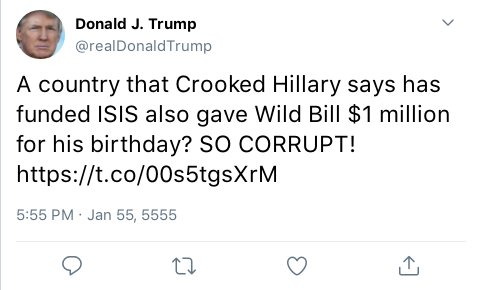 Donald J. Trump
@realDonaldTrump
A country that Crooked Hillary says has
funded ISIS also gave Wild Bill $1 million
for his birthday? SO CORRUPT!
https://t.co/00s5tgsXrM
5:55 PM · Jan 55, 5555